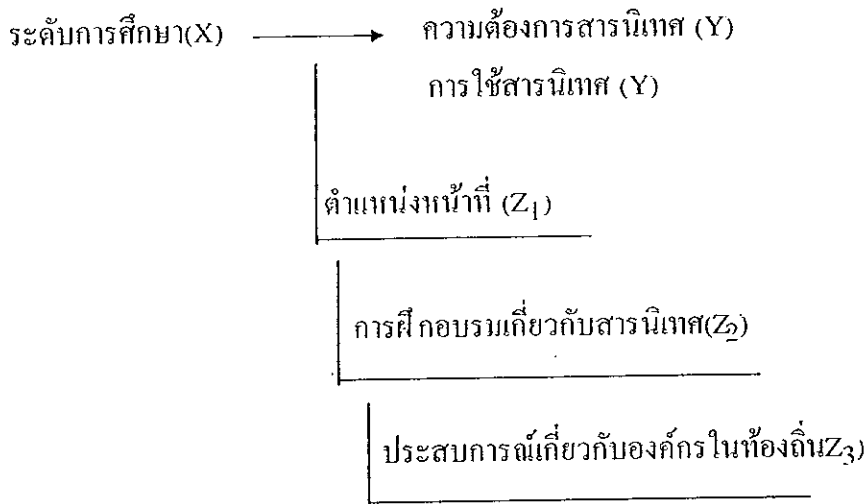 ระดับการศึกษา(X) ความต้องการสารนิเทศ (Y)
การใช้สารนิเทศ (Y)
ตำแหน่งหน้าที่ (Z1)
การฝึกอบรมเกี่ยวกับสารนิเทศ(Z2)
ประสบการณ์เกี่ยวกับองค์กรในท้องถิ่นZ3)